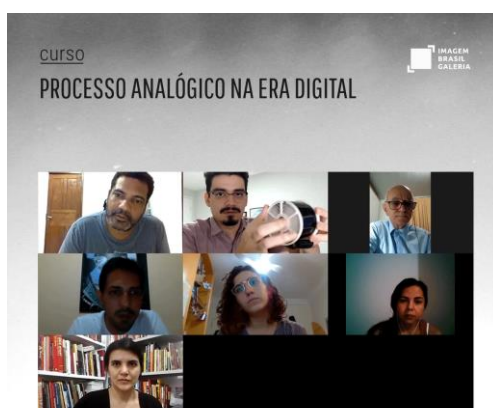 curso
PROCESSO ANALÓGICO NA ERA DIGITAL
IMAGEM
BRASIL
GALERIA